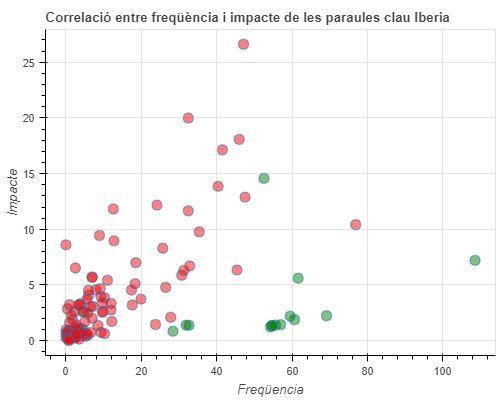 Correlació entre freqüència i impacte de les paraules clau Iberia
25
20
15
10
5
0
Impacte
0 20 40 60 80 100
Freqüencia